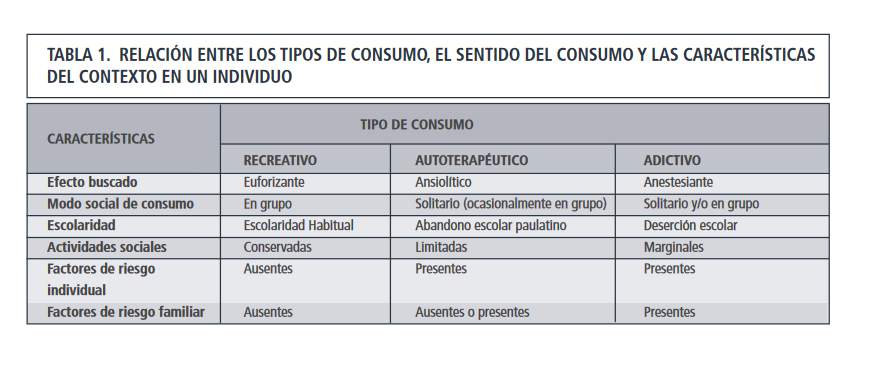 TABLA 1. RELACIÓN ENTRE LOS TIPOS DE CONSUMO, EL SENTIDO DEL CONSUMO Y LAS CARACTERÍSTICAS
DEL CONTEXTO EN UN INDIVIDUO
CARACTERÍSTICAS TIPO DE CONSUMO
RECREATIVO AUTOTERAPÉUTICO ADICTIVO
Efecto buscado Euforizante Ansiolítico Anestesiante
Modo social de consumo En grupo Solitario (ocasionalmente en grupo) Solitario y/o en grupo
Escolaridad Escolaridad Habitual Abandono escolar paulatino Deserción escolar
Actividades sociales Conservadas Limitadas Marginales
Factores de riesgo Ausentes Presentes Presentes
individual
Factores de riesgo familiar Ausentes Ausentes o presentes Presentes